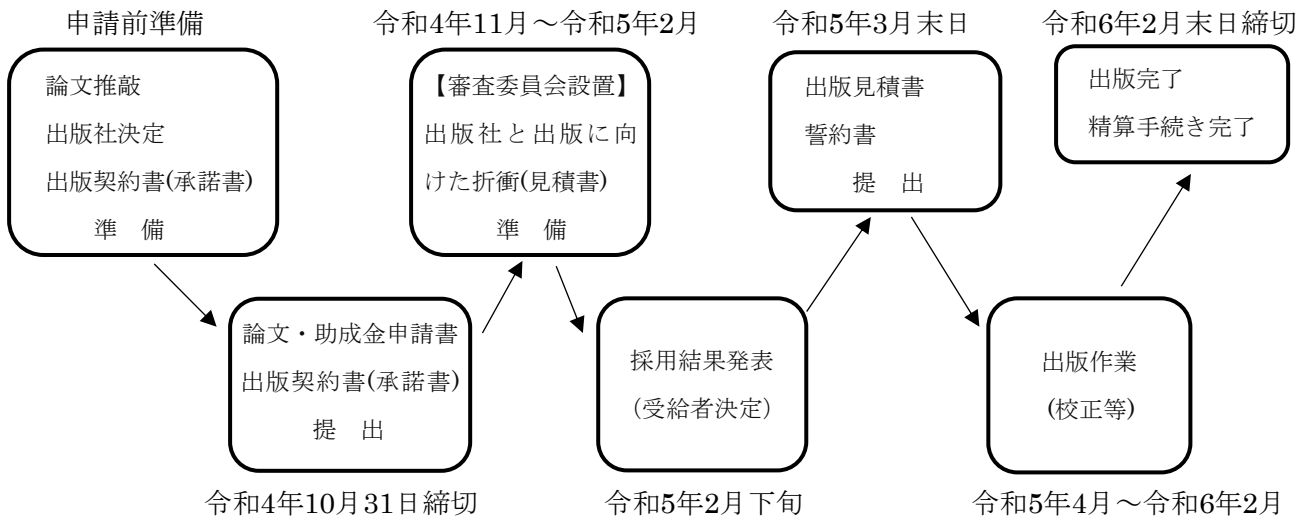 申請前準備
論文推敲
出版社決定
出版契約書(承諾書)
準　備
論文・助成金申請書
出版契約書(承諾書)
提　出
令和4年10月31日締切
令和4年11月～令和5年2月
【審査委員会設置】
出版社と出版に向
けた折衝(見積書)
準　備
採用結果発表
（受給者決定）
令和5年2月下旬
令和5年3月末日
出版見積書
誓約書
提　出
出版作業
(校正等)
令和5年4月～令和6年2月
令和6年2月末日締切
出版完了
精算手続き完了